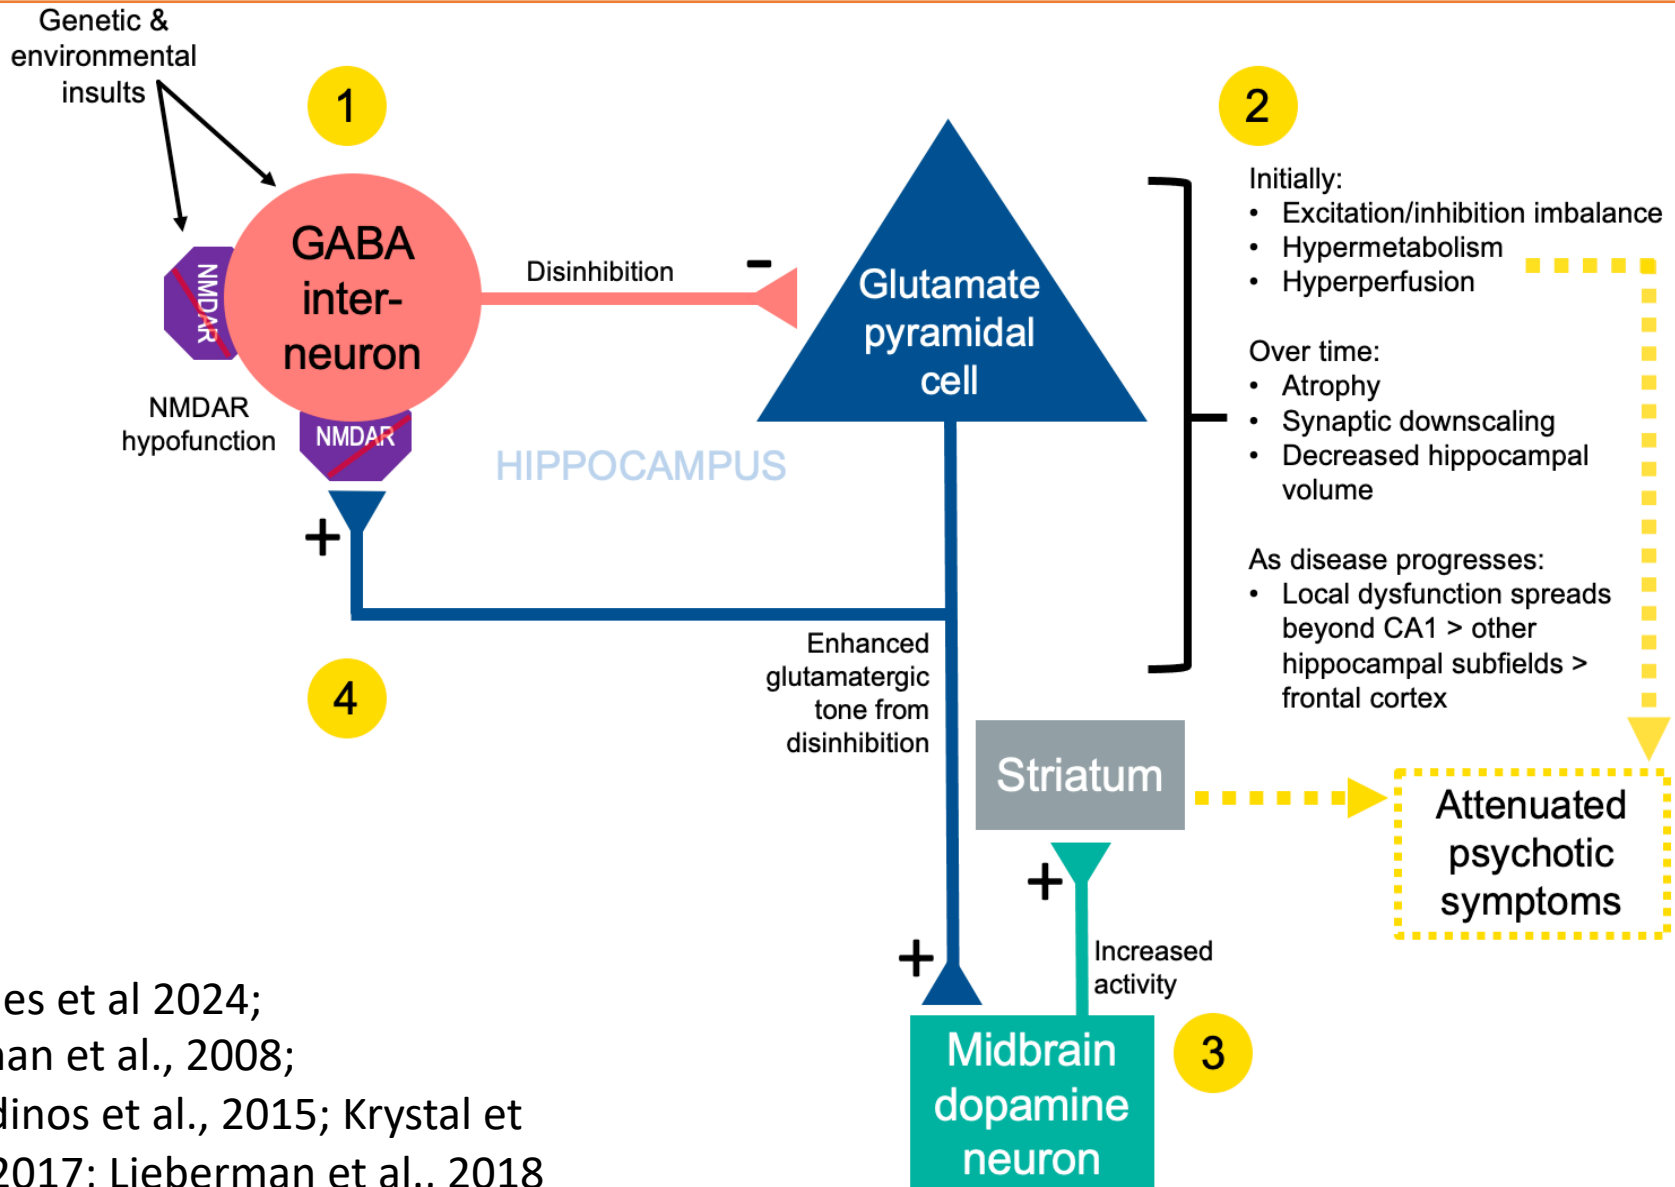 Genetic &
environmental
insults
1
2
GABA
inter-
neuron
NMDAR
NMDAR
NMDAR
hypofunction
Disinhibition
-
Glutamate
pyramidal
cell
HIPPOCAMPUS
Initially:
• Excitation/inhibition imbalance
• Hypermetabolism
• Hyperperfusion
Over time:
• Atrophy
• Synaptic downscaling
• Decreased hippocampal
volume
As disease progresses:
• Local dysfunction spreads
beyond CA1 > other
hippocampal subfields >
frontal cortex
+
4
Enhanced
glutamatergic
tone from
disinhibition
Striatum
Attenuated
psychotic
symptoms
+
+
Increased
activity
Midbrain
dopamine
neuron
3
es et al 2024;
nan et al., 2008;
dinos et al., 2015; Krystal et
2017; Lieberman et al., 2018